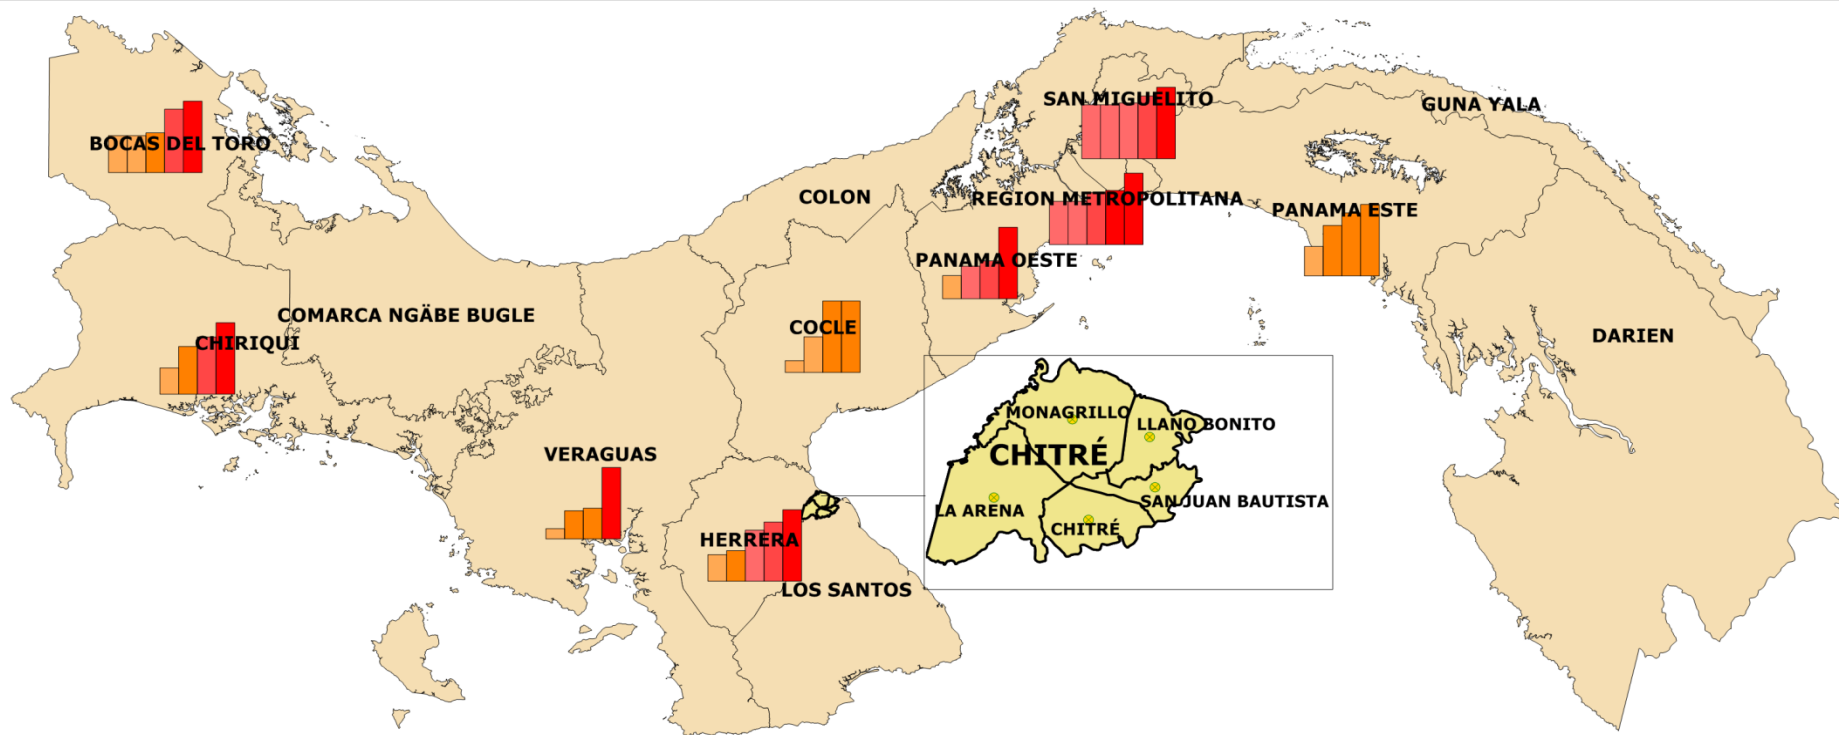 SAN MIGUELITO
GUNA YALA
BOCAS DEL TORO
COLON
REGION METROPOLITANA
PANAMA ESTE
PANAMA OESTE
COMARCA NGÄBE BUGLE
COCLE
DARIEN
CHIRIQUI
MONAGRILLO
LLANO BONITO
CHITRÉ
VERAGUAS
SAN JUAN BAUTISTA
LA ARENA
CHITRÉ
HERRERA
LOS SANTOS